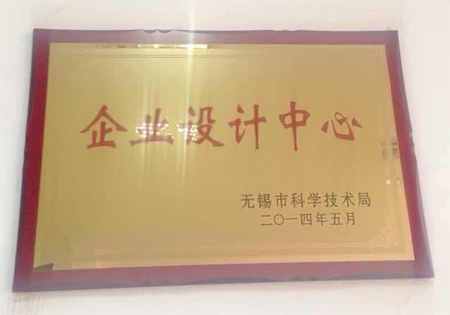 企业设计中心
无锡市科学技术局
二〇一四年五月